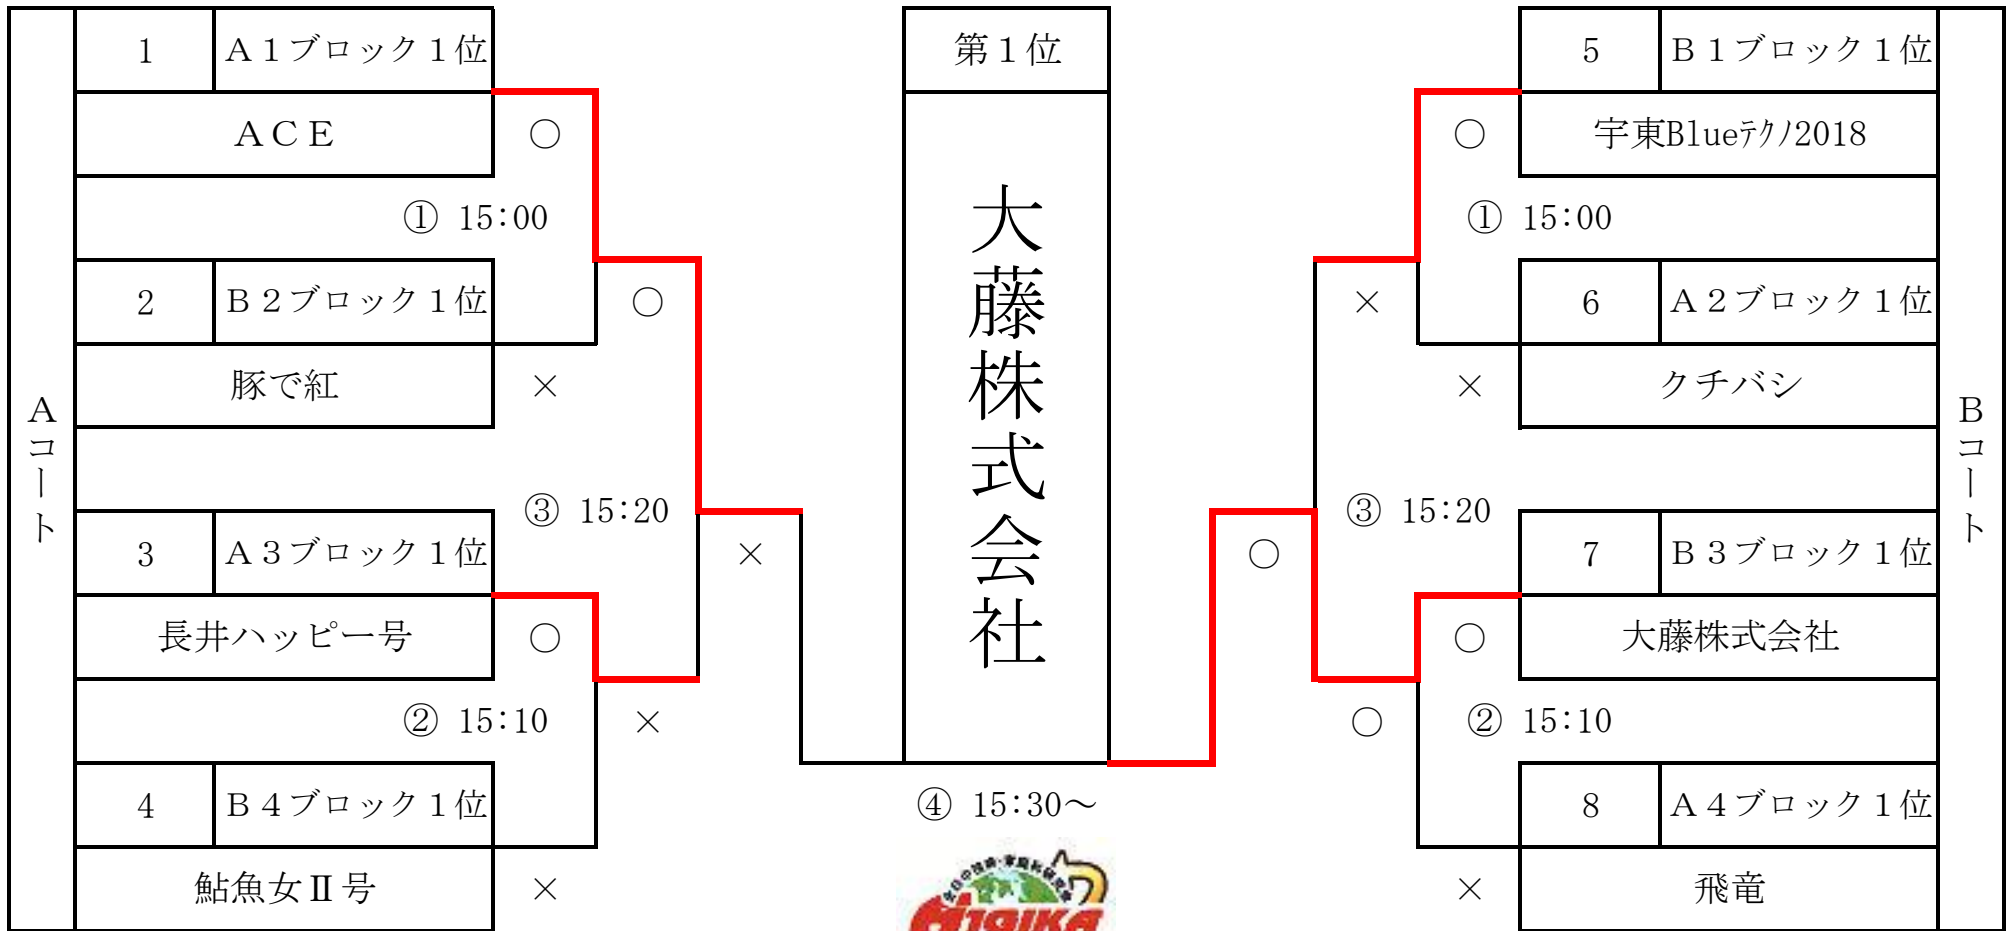 Aコート
1 A1ブロック1位
ACE
○
① 15:00
2 B2ブロック1位
○
豚で紅
×
③ 15:20
3 A3ブロック1位
×
長井ハッピー号
○
② 15:10
×
4 B4ブロック1位
鮎魚女Ⅱ号
×
第1位
大藤株式会社
④ 15:30～
5 B1ブロック1位
○
宇東Blueテクノ2018
① 15:00
×
6 A2ブロック1位
×
クチバシ
③ 15:20
○
7 B3ブロック1位
○
大藤株式会社
○
② 15:10
8 A4ブロック1位
×
飛竜
Bコート